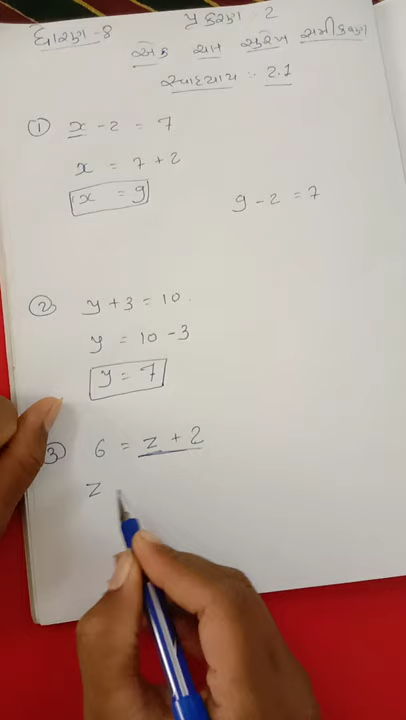 ધોરણ -8
પ્રકરણ - 2
એક ચલ સુરેખ સમીકરણ
સ્વાધ્યાય :- 2.1
① x - 2 = 7
x = 7 + 2
x = 9
9 - 2 = 7
② y + 3 = 10.
y = 10 - 3
y = 7
③ 6 = z + 2
z